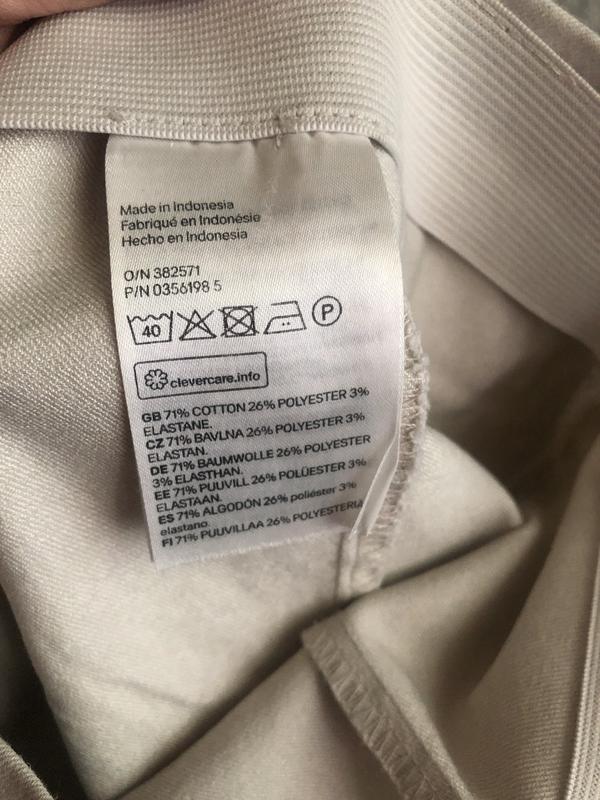 Made in Indonesia
Fabriqué en Indonésie
Hecho en Indonesia
O/N 382571
P/N 0356198 5
40
P
clevercare.info
GB 71% COTTON 26% POLYESTER 3%
ELASTANE.
CZ 71% BAVLNA 26% POLYESTER 3%
ELASTAN.
DE 71% BAUMWOLLE 26% POLYESTER
3% ELASTHAN.
EE 71% PUUVILL 26% POLÜESTER 3%
ELASTAAN.
ES 71% ALGODÓN 26% poliéster 3%
elastano.
FI 71% PUUVILLAA 26% POLYESTERIÄ